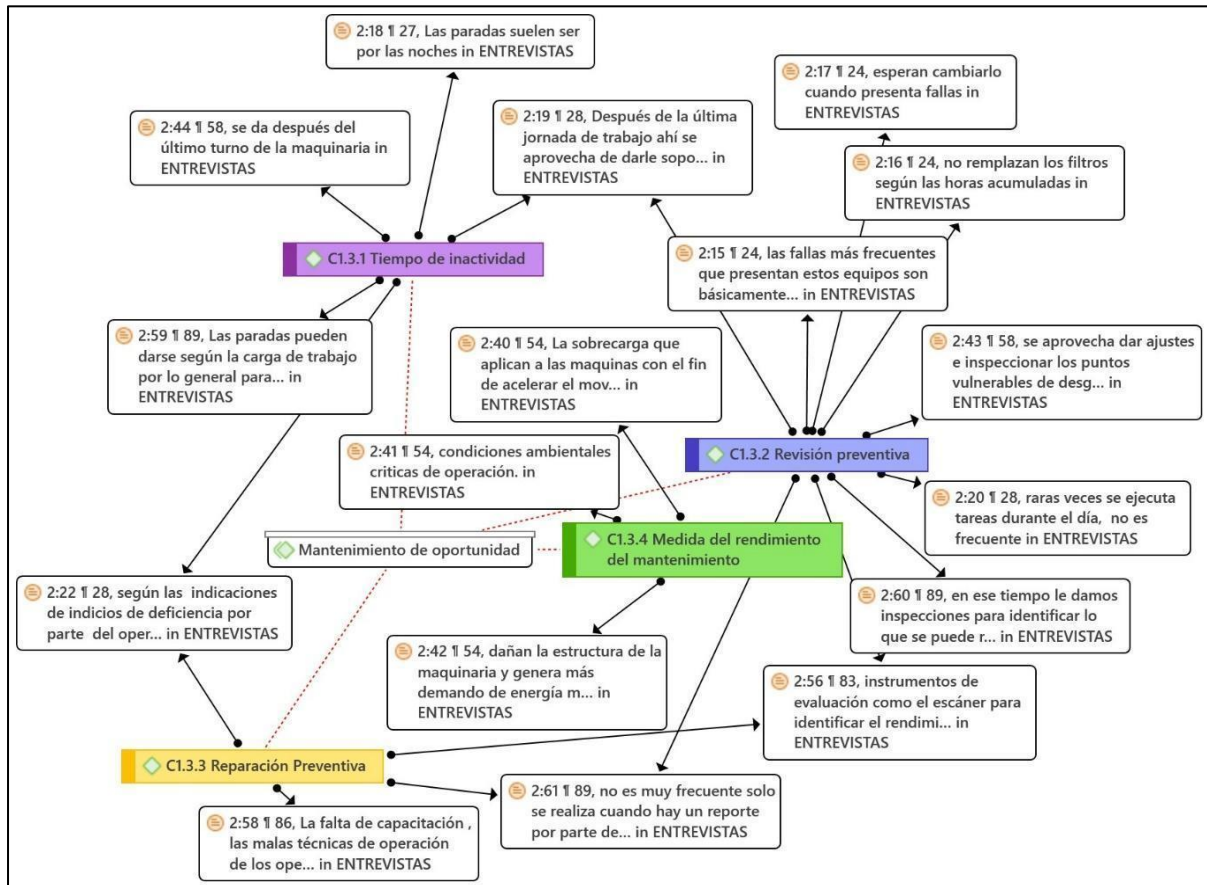 2:18 ¶ 27, Las paradas suelen ser
por las noches in ENTREVISTAS
2:17 ¶ 24, esperan cambiarlo
cuando presenta fallas in
ENTREVISTAS
2:44 ¶ 58, se da después del
último turno de la maquinaria in
ENTREVISTAS
2:19 ¶ 28, Después de la última
jornada de trabajo ahí se
aprovecha de darle sopo... in
ENTREVISTAS
2:16 ¶ 24, no remplazan los filtros
según las horas acumuladas in
ENTREVISTAS
C1.3.1 Tiempo de inactividad
2:15 ¶ 24, las fallas más frecuentes
que presentan estos equipos son
básicamente... in ENTREVISTAS
2:59 ¶ 89, Las paradas pueden
darse según la carga de trabajo
por lo general para... in
ENTREVISTAS
2:40 ¶ 54, La sobrecarga que
aplican a las maquinas con el fin
de acelerar el mov... in
ENTREVISTAS
2:43 ¶ 58, se aprovecha dar ajustes
e inspeccionar los puntos
vulnerables de desg... in
ENTREVISTAS
2:41 ¶ 54, condiciones ambientales
criticas de operación. in
ENTREVISTAS
C1.3.2 Revisión preventiva
2:20 ¶ 28, raras veces se ejecuta
tareas durante el día, no es
frecuente in ENTREVISTAS
Mantenimiento de oportunidad
C1.3.4 Medida del rendimiento
del mantenimiento
2:22 ¶ 28, según las indicaciones
de indicios de deficiencia por
parte del oper... in ENTREVISTAS
2:60 ¶ 89, en ese tiempo le damos
inspecciones para identificar lo
que se puede r... in ENTREVISTAS
2:42 ¶ 54, dañan la estructura de la
maquinaria y genera más
demando de energía m... in
ENTREVISTAS
2:56 ¶ 83, instrumentos de
evaluación como el escáner para
identificar el rendimi... in
ENTREVISTAS
C1.3.3 Reparación Preventiva
2:61 ¶ 89, no es muy frecuente solo
se realiza cuando hay un reporte
por parte de... in ENTREVISTAS
2:58 ¶ 86, La falta de capacitación ,
las malas técnicas de operación
de los ope... in ENTREVISTAS